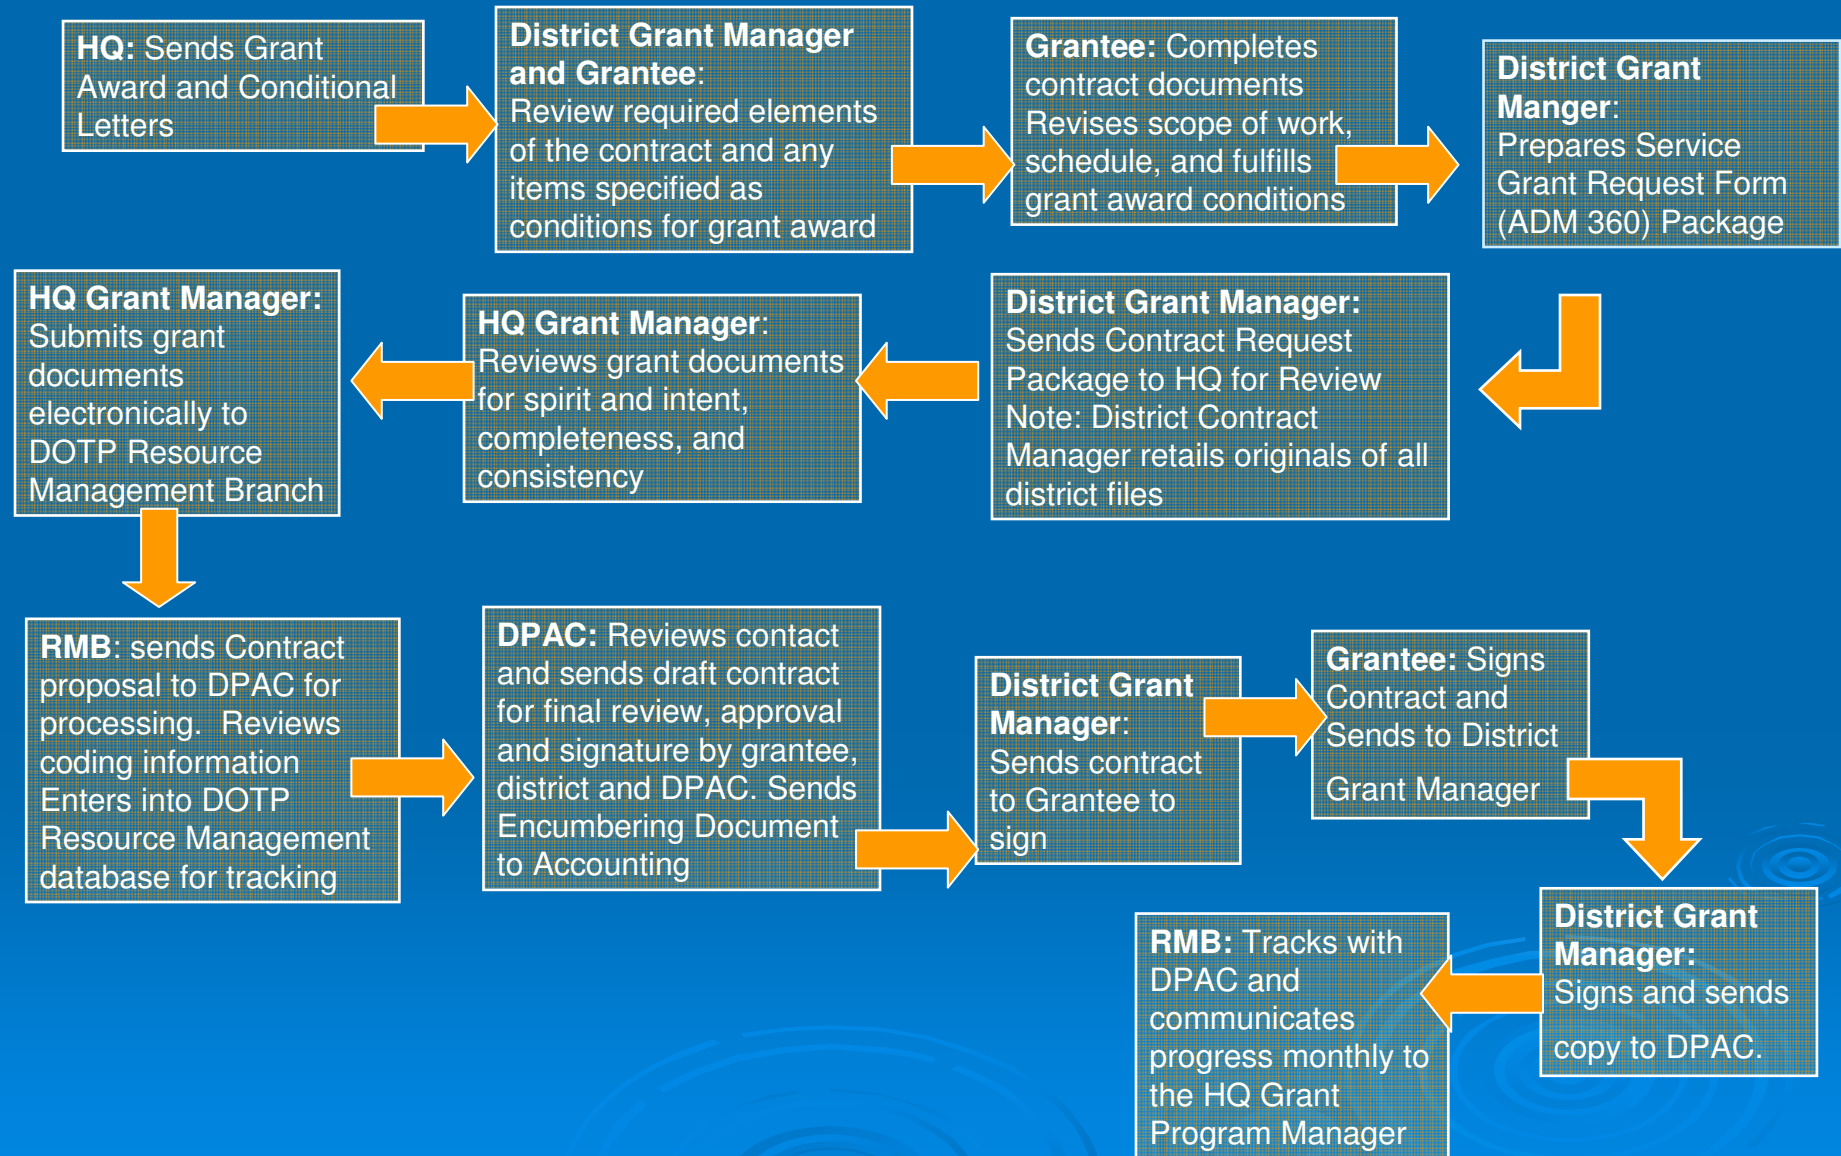 HQ: Sends Grant
Award and Conditional
Letters
District Grant Manager
and Grantee:
Review required elements
of the contract and any
items specified as
conditions for grant award
Grantee: Completes
contract documents
Revises scope of work,
schedule, and fulfills
grant award conditions
District Grant
Manger:
Prepares Service
Grant Request Form
(ADM 360) Package
District Grant Manager:
Sends Contract Request
Package to HQ for Review
Note: District Contract
Manager retails originals of all
district files
HQ Grant Manager:
Reviews grant documents
for spirit and intent,
completeness, and
consistency
HQ Grant Manager:
Submits grant
documents
electronically to
DOTP Resource
Management Branch
RMB: sends Contract
proposal to DPAC for
processing. Reviews
coding information
Enters into DOTP
Resource Management
database for tracking
DPAC: Reviews contact
and sends draft contract
for final review, approval
and signature by grantee,
district and DPAC. Sends
Encumbering Document
to Accounting
District Grant
Manager:
Sends contract
to Grantee to
sign
Grantee: Signs
Contract and
Sends to District
Grant Manager
District Grant
Manager:
Signs and sends
copy to DPAC.
RMB: Tracks with
DPAC and
communicates
progress monthly to
the HQ Grant
Program Manager